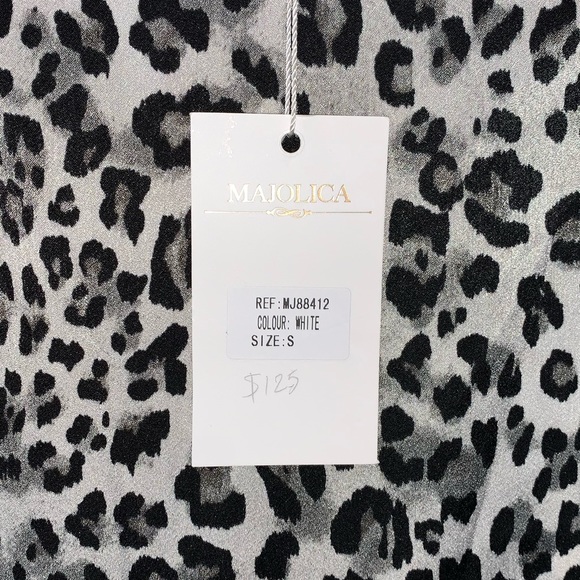 MAJOLICA
REF:MJ88412
COLOUR: WHITE
SIZE:S
$125